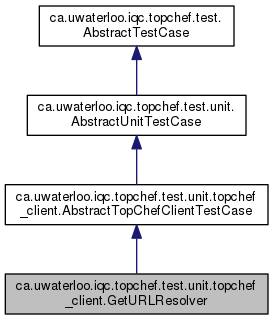 ca.uwaterloo.iqc.topchef.test.
AbstractTestCase
ca.uwaterloo.iqc.topchef.test.unit.
AbstractUnitTestCase
ca.uwaterloo.iqc.topchef.test.unit.topchef
_client.AbstractTopChefClientTestCase
ca.uwaterloo.iqc.topchef.test.unit.topchef
_client.GetURLResolver